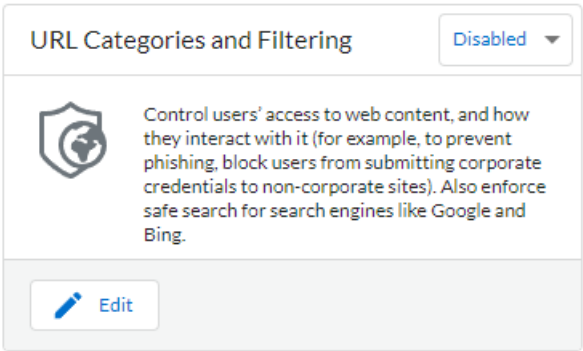 URL Categories and Filtering
Disabled
Control users' access to web content, and how
they interact with it (for example, to prevent
phishing, block users from submitting corporate
credentials to non-corporate sites). Also enforce
safe search for search engines like Google and
Bing.
Edit